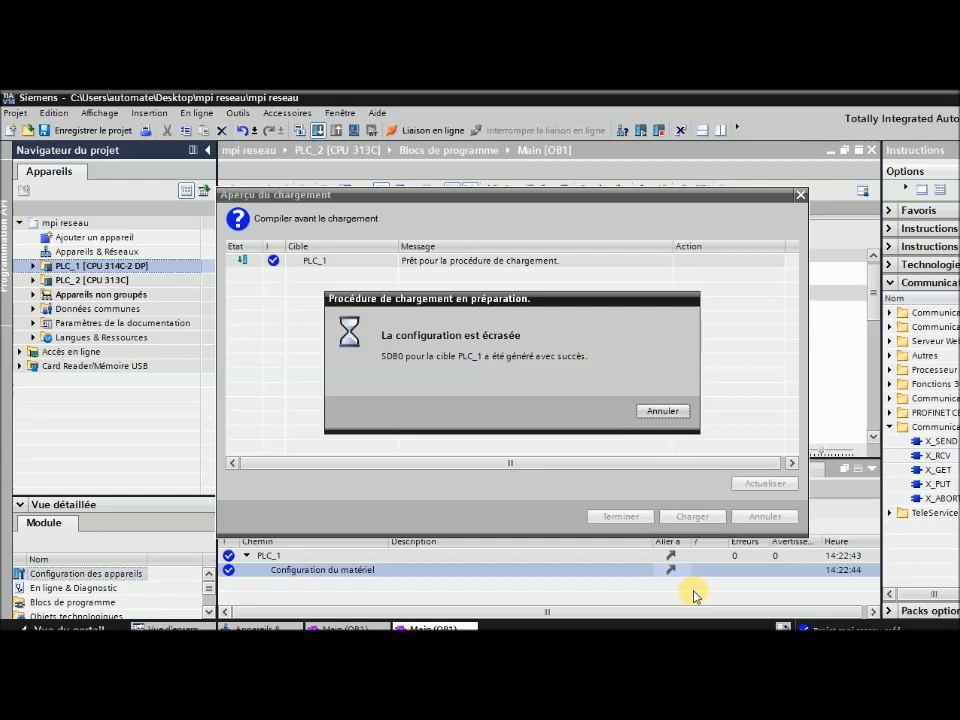 Siemens - C:\Users\automate\Desktop\mpi reseau\mpi reseau
Projet Edition Affichage Insertion En ligne Outils Accessoires Fenêtre Aide
Enregistrer le projet
Liaison en ligne
Interrompre la liaison en ligne
Totally Integrated Auto
Navigateur du projet
mpi reseau
PLC_2 [CPU 313C]
Blocs de programme
Main [OB1]
Appareils
mpi reseau
Ajouter un appareil
Appareils & Réseaux
PLC_1 [CPU 314C-2 DP]
PLC_2 [CPU 313C]
Appareils non groupés
Données communes
Paramètres de la documentation
Langues & Ressources
Accès en ligne
Card Reader/Mémoire USB
Vue détaillée
Module
Nom
Configuration des appareils
En ligne & Diagnostic
Blocs de programme
Objets technologiques
Aperçu du chargement
Compiler avant le chargement
Etat ! Cible Message Action
PLC_1 Prêt pour la procédure de chargement.
Procédure de chargement en préparation.
La configuration est écrasée
SDB0 pour la cible PLC_1 a été généré avec succès.
Annuler
Actualiser
Terminer Charger Annuler
! Chemin Description Aller à ? Erreurs Avertisse... Heure
PLC_1 0 0 14:22:43
Configuration du matériel 14:22:44
Instructions
Options
Favoris
Instructions
Instructions
Technologie
Communicat
Nom
Communica
Communica
Serveur Web
Autres
Processeur
Fonctions 3
Communica
PROFINET C
Communica
X_SEND
X_RCV
X_GET
X_PUT
X_ABORT
TeleService
Packs option
Programmation API
Vue du portail
Main (OB1)
Main (OB1)